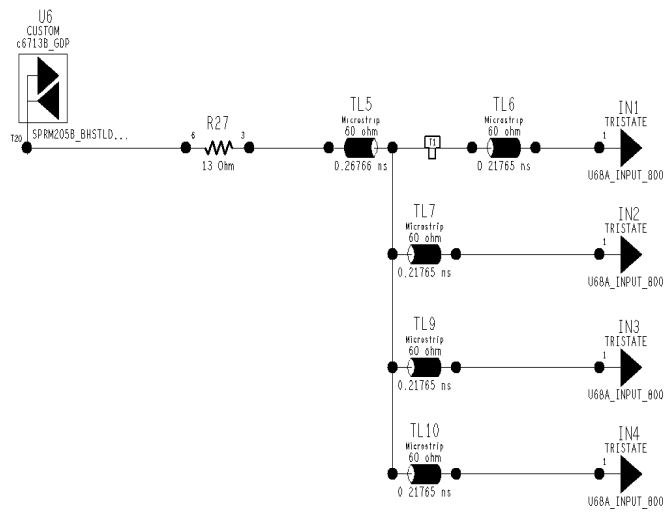 U6
CUSTOM
c6713B_GDP
T20
SPRM205B_BHSTLD...
R27
6
3
13 Ohm
TL5
Microstrip
60 ohm
0.26766 ns
T1
TL6
Microstrip
60 ohm
0.21765 ns
IN1
TRISTATE
1
U68A_INPUT_800
TL7
Microstrip
60 ohm
0.21765 ns
IN2
TRISTATE
1
U68A_INPUT_800
TL9
Microstrip
60 ohm
0.21765 ns
IN3
TRISTATE
1
U68A_INPUT_800
TL10
Microstrip
60 ohm
0.21765 ns
IN4
TRISTATE
1
U68A_INPUT_800